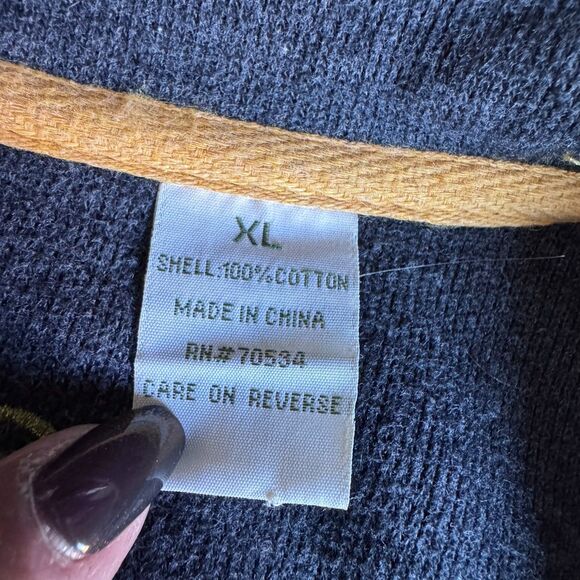 XL
SHELL:100%COTTON
MADE IN CHINA
RN.# 70534
CARE ON REVERSE